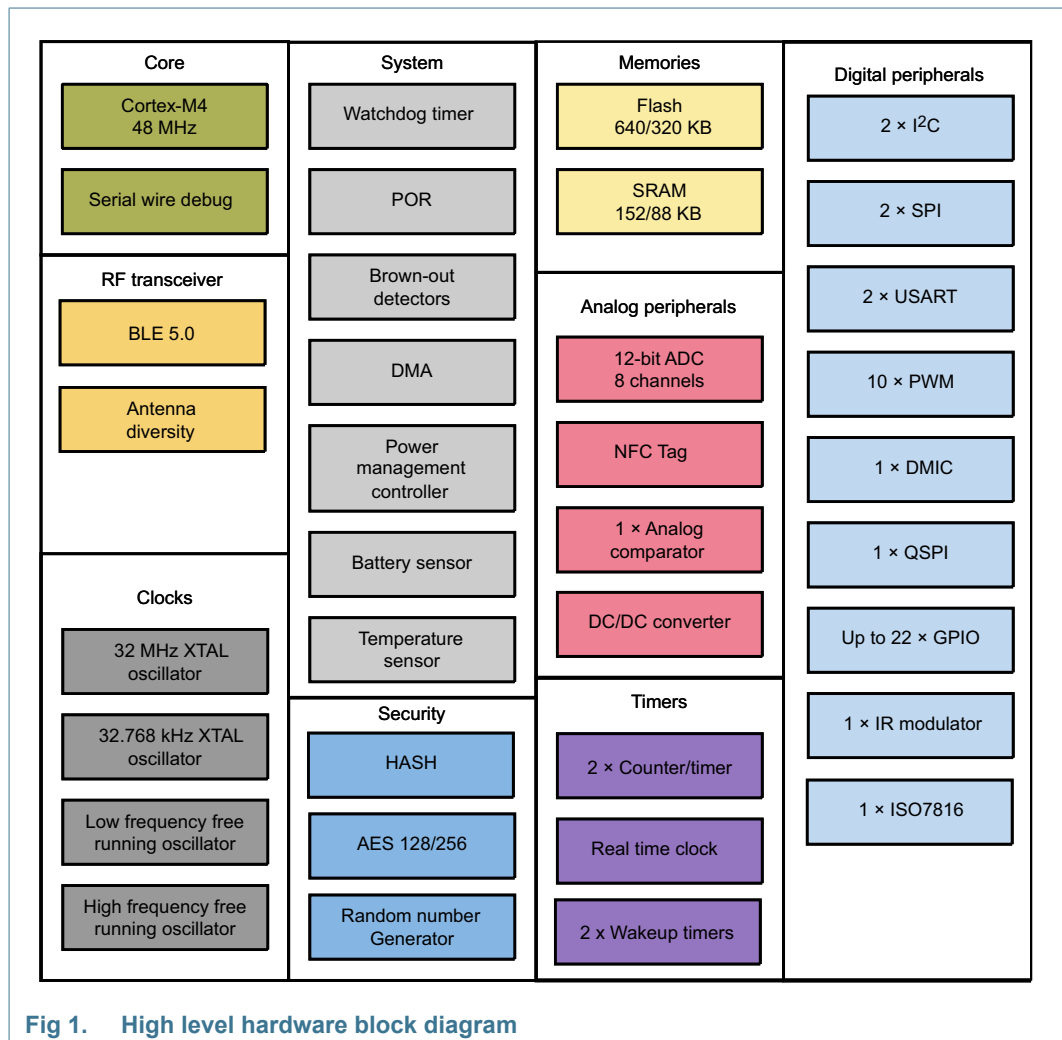 Core
Cortex-M4
48 MHz
Serial wire debug
RF transceiver
BLE 5.0
Antenna
diversity
Clocks
32 MHz XTAL
oscillator
32.768 kHz XTAL
oscillator
Low frequency free
running oscillator
High frequency free
running oscillator
System
Watchdog timer
POR
Brown-out
detectors
DMA
Power
management
controller
Battery sensor
Temperature
sensor
Security
HASH
AES 128/256
Random number
Generator
Memories
Flash
640/320 KB
SRAM
152/88 KB
Analog peripherals
12-bit ADC
8 channels
NFC Tag
1 × Analog
comparator
DC/DC converter
Timers
2 × Counter/timer
Real time clock
2 x Wakeup timers
Digital peripherals
2 × I²C
2 × SPI
2 × USART
10 × PWM
1 × DMIC
1 × QSPI
Up to 22 × GPIO
1 × IR modulator
1 × ISO7816
Fig 1. High level hardware block diagram